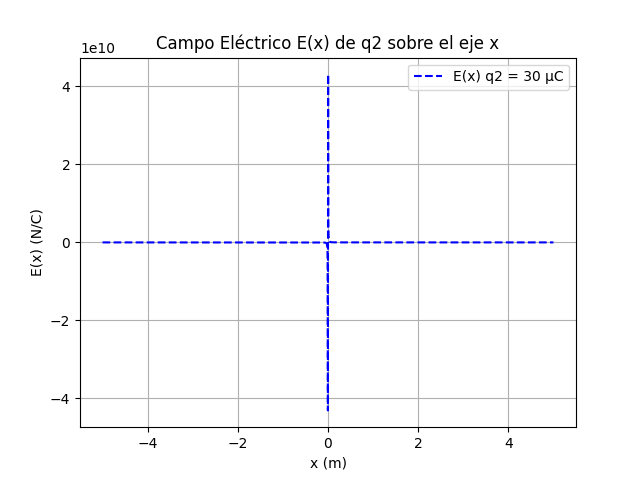 Campo Eléctrico E(x) de q2 sobre el eje x
1e10
E(x) q2 = 30 μC
4
2
0
−2
−4
E(x) (N/C)
−4 −2 0 2 4
x (m)